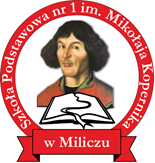 Szkoła Podstawowa nr 1 im. Mikołaja Kopernika
w Miliczu